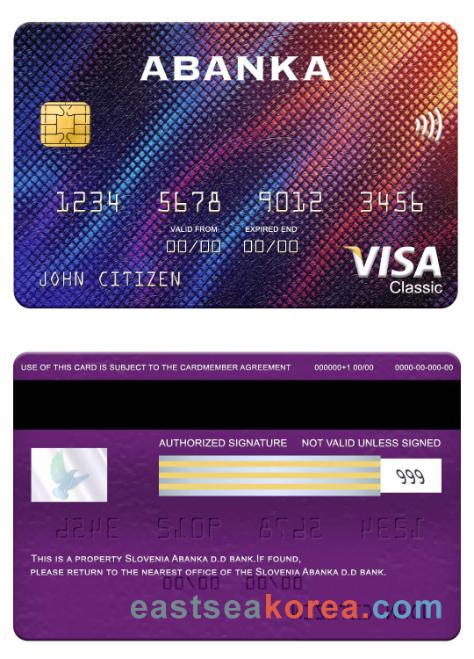 ABANKA
1234 5678 9012 3456
VALID FROM EXPIRED END
00/00 00/00
JOHN CITIZEN
VISA
Classic
USE OF THIS CARD IS SUBJECT TO THE CARDMEMBER AGREEMENT 000000+1 00/00 0000-00-000-00
AUTHORIZED SIGNATURE NOT VALID UNLESS SIGNED
999
THIS IS A PROPERTY SLOVENIA ABANKA D.D BANK.IF FOUND,
PLEASE RETURN TO THE NEAREST OFFICE OF THE SLOVENIA ABANKA D.D BANK.
00/00 00/00
eastseakorea.com